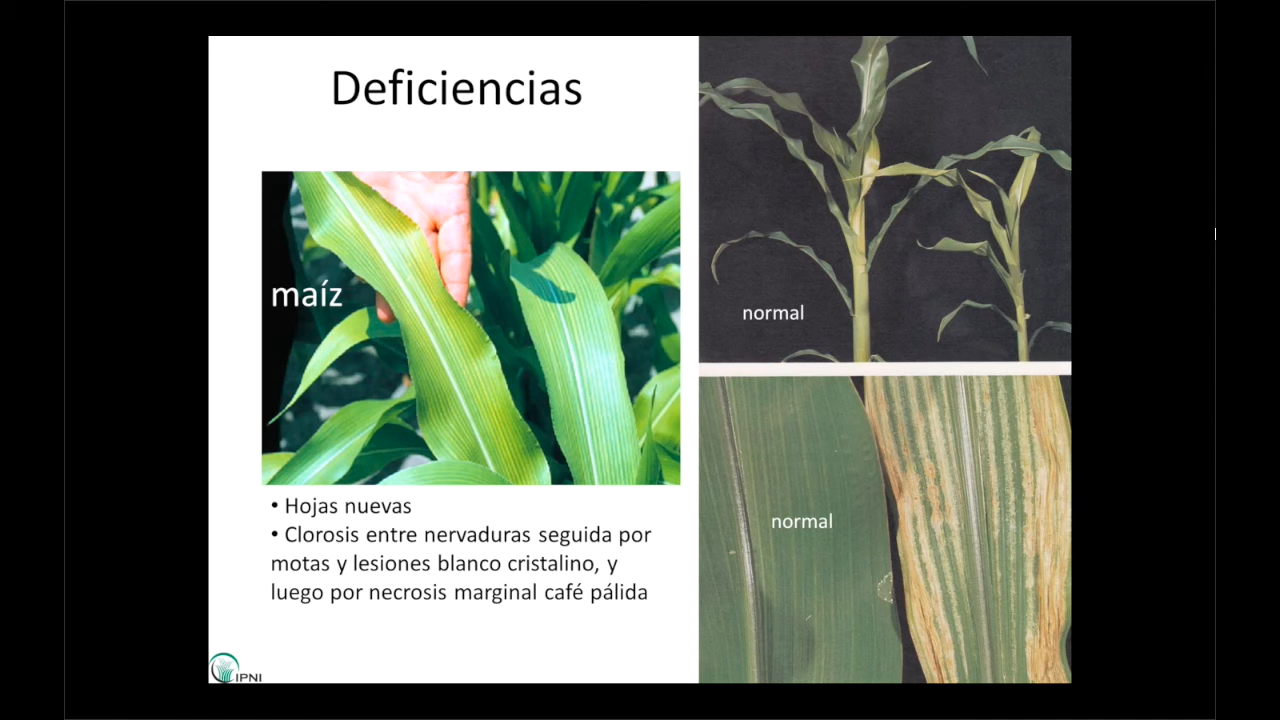 Deficiencias
maíz
normal
normal
• Hojas nuevas
• Clorosis entre nervaduras seguida por
motas y lesiones blanco cristalino, y
luego por necrosis marginal café pálida
IPNI